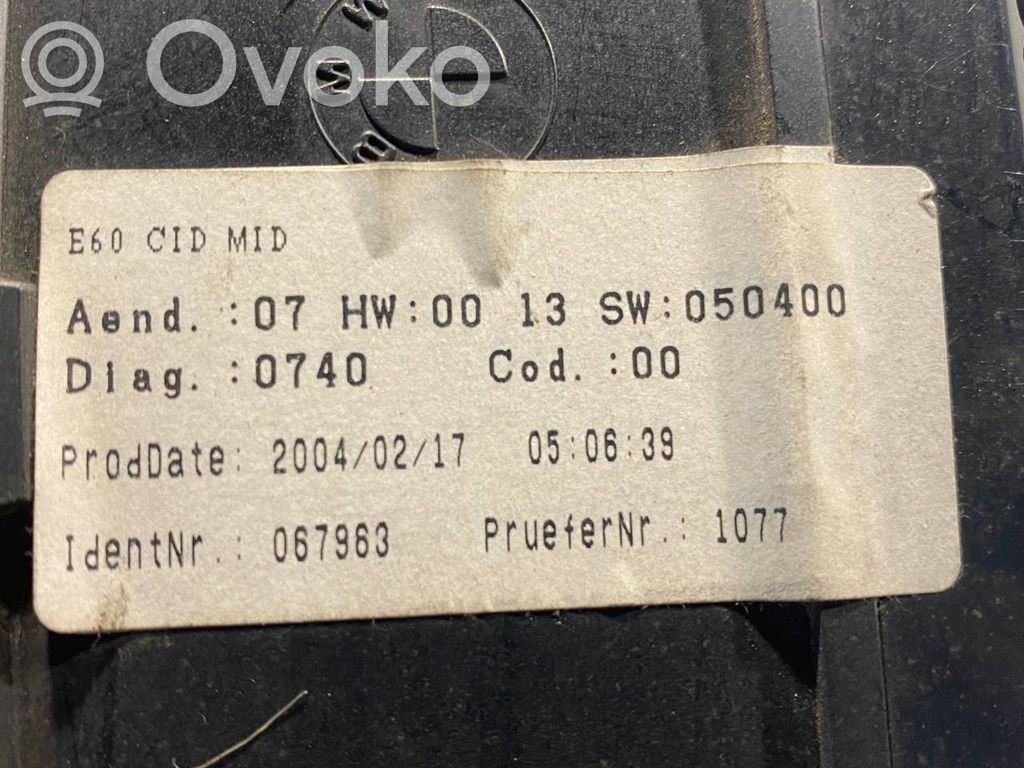 Ovoko
BMW
E60 CID MID
Aend.:07 HW:00 13 SW:050400
Diag.:0740 Cod.:00
ProdDate: 2004/02/17 05:06:39
IdentNr.: 067963 PrueferNr.: 1077